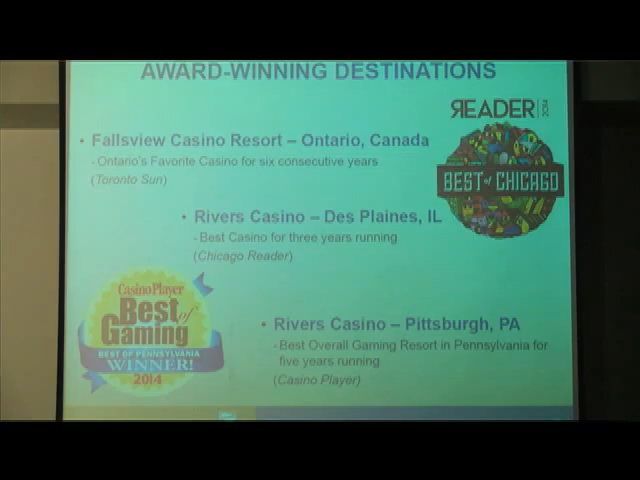 AWARD-WINNING DESTINATIONS
READER 2014
BEST of CHICAGO
• Fallsview Casino Resort – Ontario, Canada
- Ontario's Favorite Casino for six consecutive years
(Toronto Sun)
• Rivers Casino – Des Plaines, IL
- Best Casino for three years running
(Chicago Reader)
Casino Player
Best of
Gaming
BEST OF PENNSYLVANIA
WINNER!
2014
• Rivers Casino – Pittsburgh, PA
- Best Overall Gaming Resort in Pennsylvania for
five years running
(Casino Player)